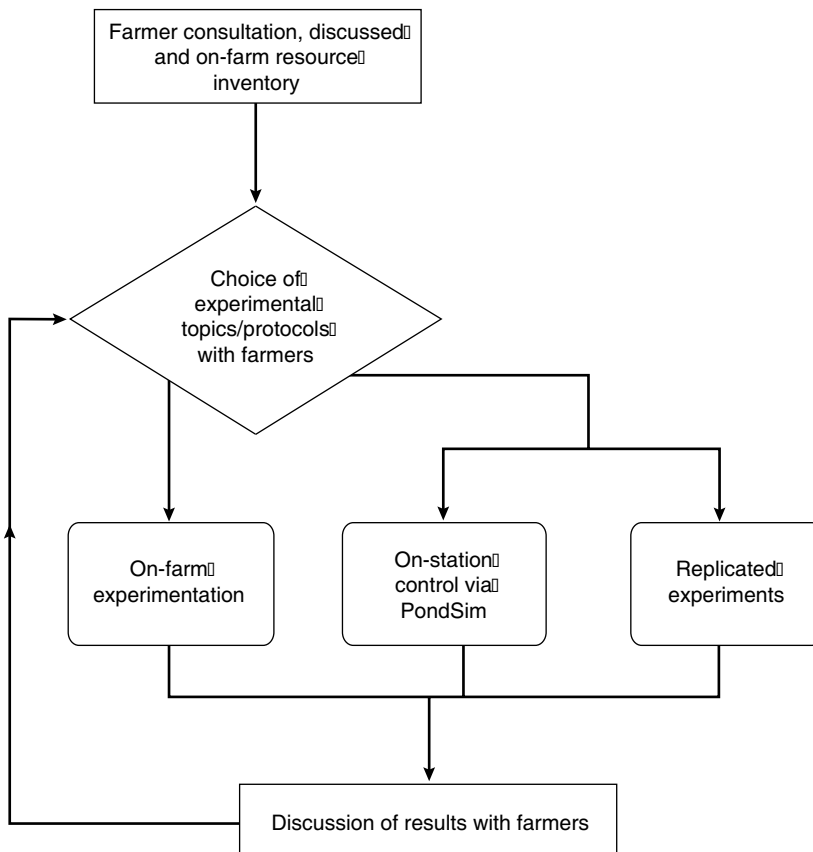 Farmer consultation, discussed
and on-farm resource
inventory
Choice of
experimental
topics/protocols
with farmers
On-farm
experimentation
On-station
control via
PondSim
Replicated
experiments
Discussion of results with farmers